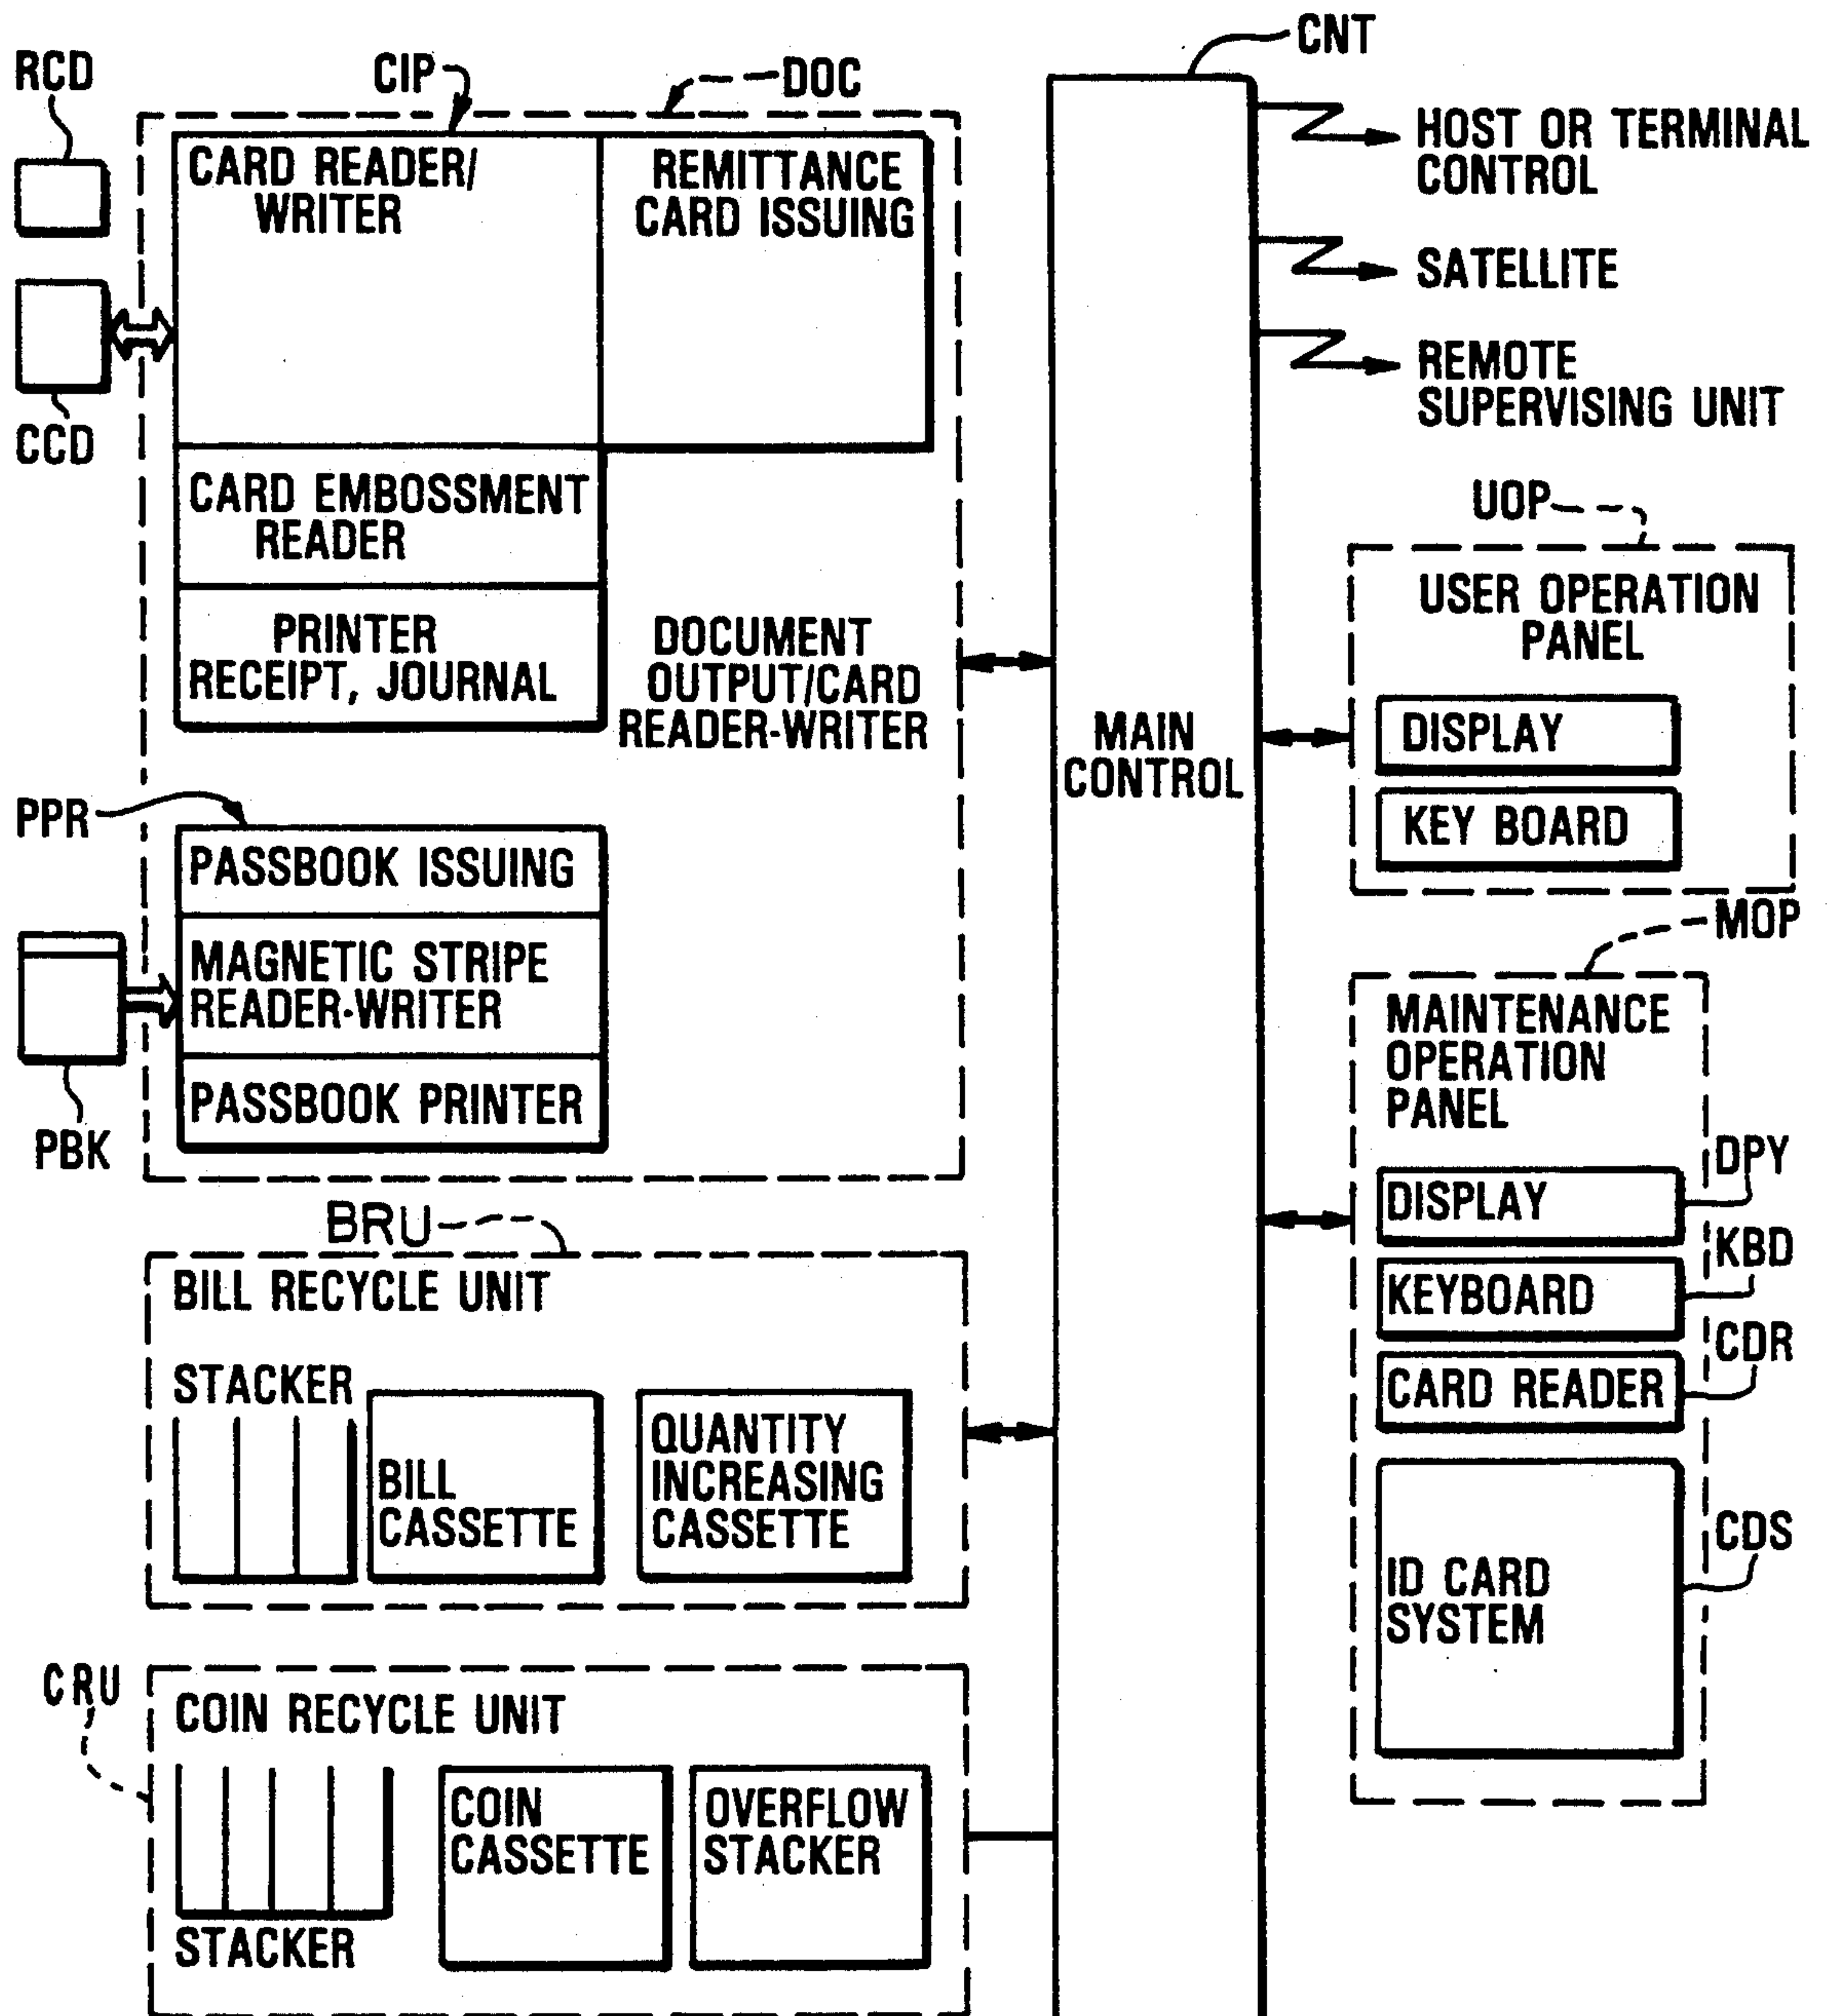 CNT
RCD
CIP
DOC
CARD READER/
WRITER
REMITTANCE
CARD ISSUING
HOST OR TERMINAL
CONTROL
SATELLITE
REMOTE
SUPERVISING UNIT
CCD
CARD EMBOSSMENT
READER
PRINTER
RECEIPT, JOURNAL
DOCUMENT
OUTPUT/CARD
READER-WRITER
MAIN
CONTROL
UOP
USER OPERATION
PANEL
DISPLAY
KEY BOARD
PPR
PASSBOOK ISSUING
MAGNETIC STRIPE
READER-WRITER
PASSBOOK PRINTER
PBK
MOP
MAINTENANCE
OPERATION
PANEL
DPY
DISPLAY
KBD
KEYBOARD
CDR
CARD READER
CDS
ID CARD
SYSTEM
BRU
BILL RECYCLE UNIT
STACKER
BILL
CASSETTE
QUANTITY
INCREASING
CASSETTE
CRU
COIN RECYCLE UNIT
COIN
CASSETTE
OVERFLOW
STACKER
STACKER